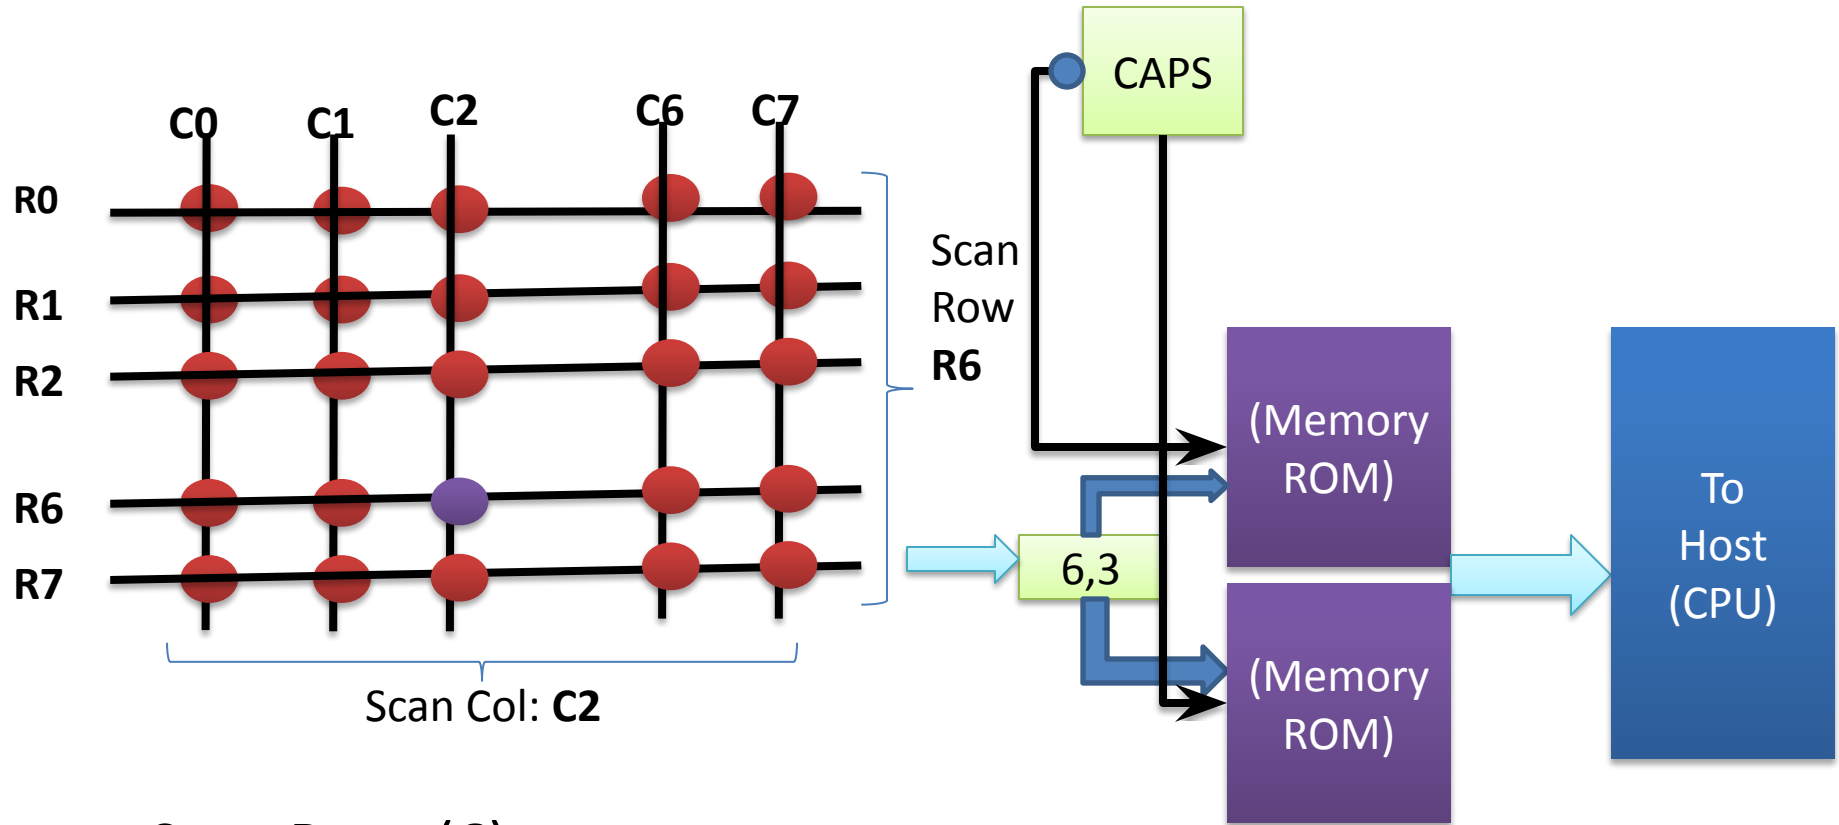 CAPS
C0
C1
C2
C6
C7
R0
R1
R2
R6
R7
Scan
Row
R6
Scan Col: C2
6,3
(Memory
ROM)
(Memory
ROM)
To
Host
(CPU)